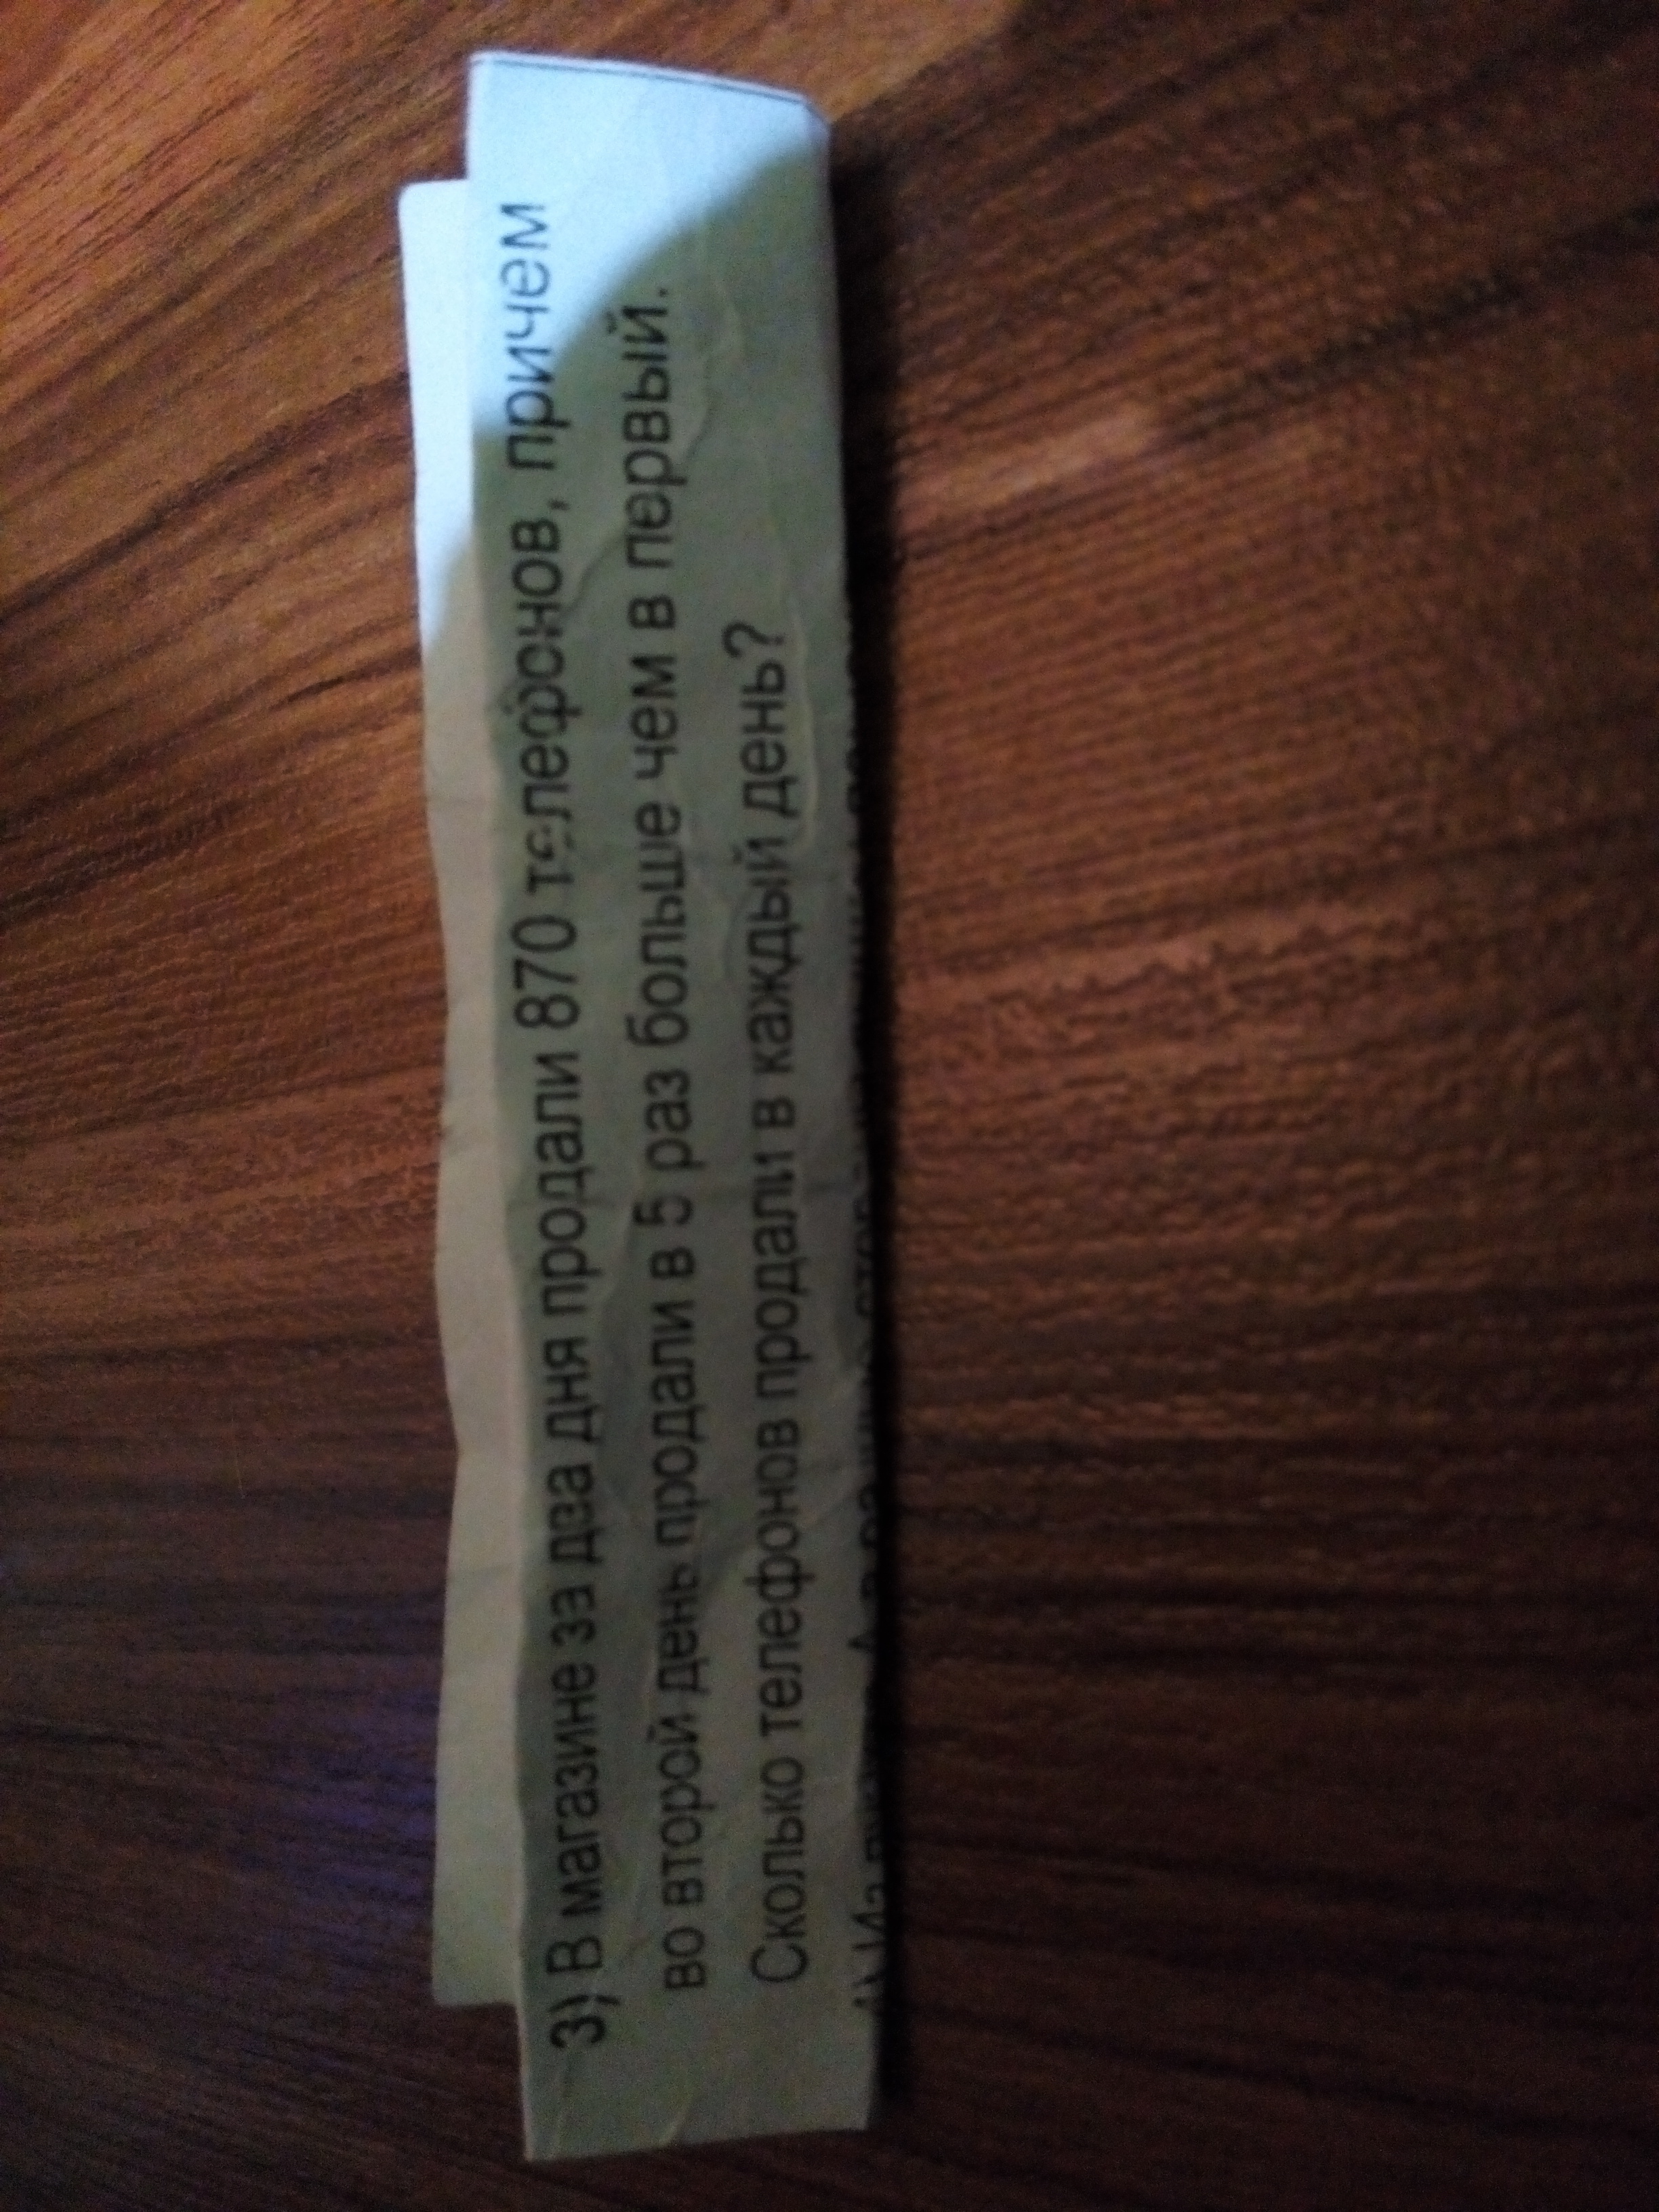 3) В магазине за два дня продали 870 телефонов, причем
во второй день продали в 5 раз больше чем в первый.
Сколько телефонов продали в каждый день?